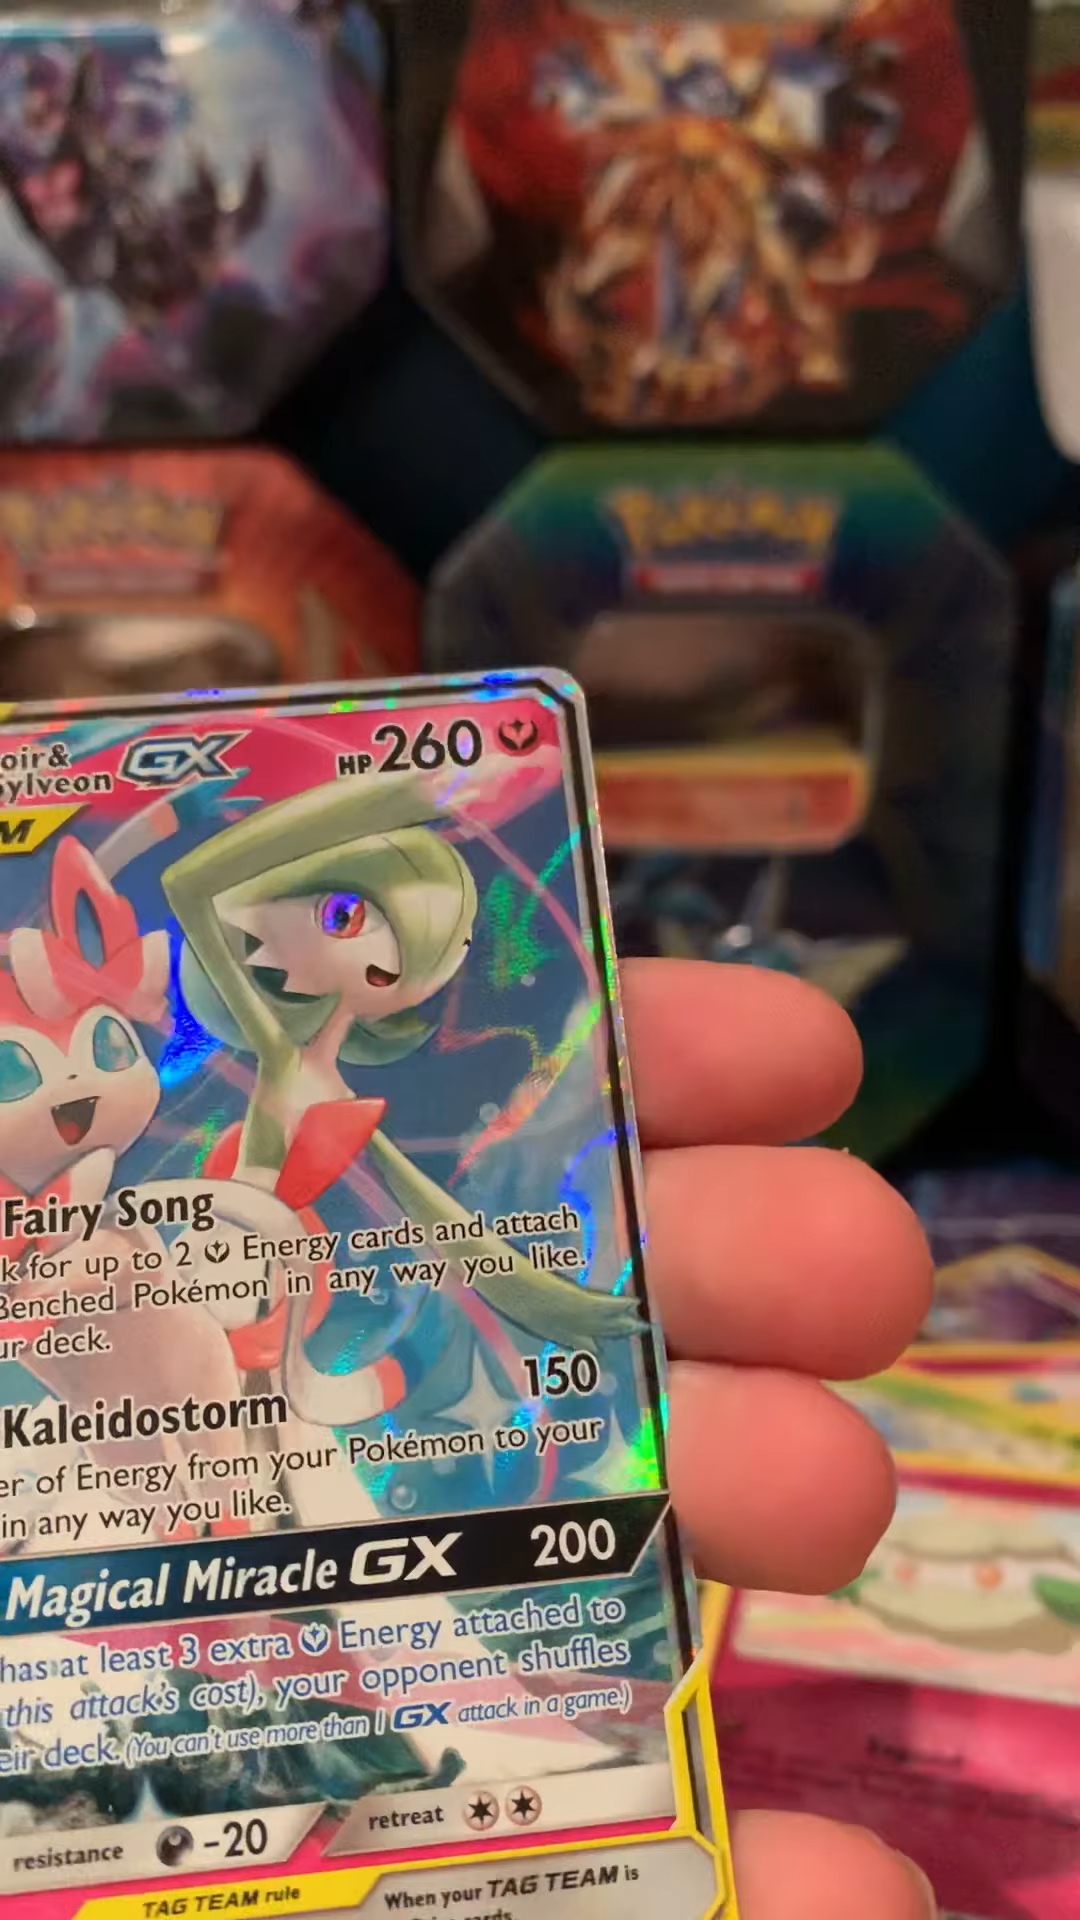 Pokémon
Pokémon
oir&
Sylveon GX
HP 260
M
Fairy Song
k for up to 2 Energy cards and attach
Benched Pokémon in any way you like.
ur deck.
Kaleidostorm 150
er of Energy from your Pokémon to your
in any way you like.
Magical Miracle GX 200
has at least 3 extra Energy attached to
this attack's cost), your opponent shuffles
eir deck. (You can't use more than 1 GX attack in a game.)
resistance -20
retreat
TAG TEAM rule
When your TAG TEAM is